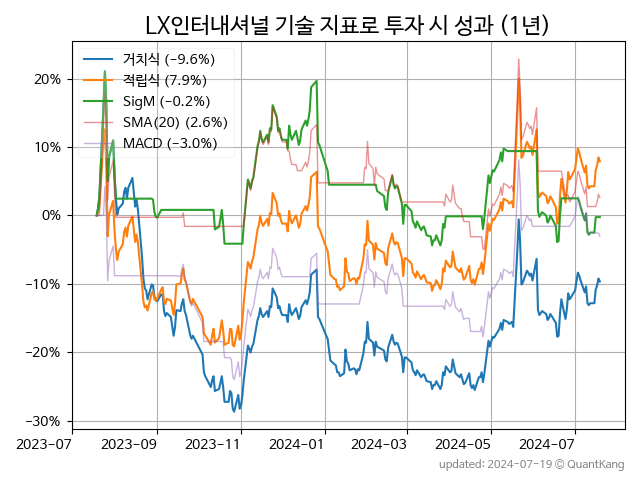 LX인터내셔널 기술 지표로 투자 시 성과 (1년)
거치식 (−9.6%)
적립식 (7.9%)
SigM (−0.2%)
SMA(20) (2.6%)
MACD (−3.0%)
20%
10%
0%
−10%
−20%
−30%
2023-07 2023-09 2023-11 2024-01 2024-03 2024-05 2024-07
updated: 2024-07-19 © QuantKang